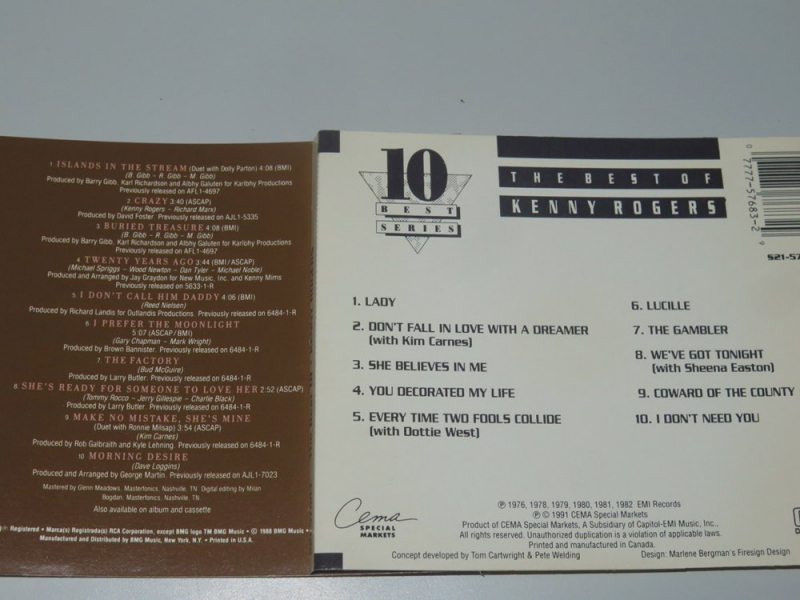 1 ISLANDS IN THE STREAM (Duet with Dolly Parton) 4:08 (BMI)
(B. Gibb – R. Gibb – M. Gibb)
Produced by Barry Gibb, Karl Richardson and Albhy Galuten for Karlbhy Productions
Previously released on AFL1-4697
2 CRAZY 3:40 (ASCAP)
(Kenny Rogers – Richard Marx)
Produced by David Foster. Previously released on AJL1-5335
3 BURIED TREASURE 4:08 (BMI)
(B. Gibb – R. Gibb – M. Gibb)
Produced by Barry Gibb, Karl Richardson and Albhy Galuten for Karlbhy Productions
Previously released on AFL1-4697
4 TWENTY YEARS AGO 3:44 (BMI/ASCAP)
(Michael Spriggs – Wood Newton – Dan Tyler – Michael Noble)
Produced and Arranged by Jay Graydon for New Music, Inc. and Kenny Mims
Previously released on 5633-1-R
5 I DON'T CALL HIM DADDY 4:06 (BMI)
(Reed Nielsen)
Produced by Richard Landis for Outlandis Productions. Previously released on 6484-1-R
6 I PREFER THE MOONLIGHT
5:07 (ASCAP/BMI)
(Gary Chapman – Mark Wright)
Produced by Brown Bannister. Previously released on 6484-1-R
7 THE FACTORY
(Bud McGuire)
Produced by Larry Butler. Previously released on 6484-1-R
8 SHE'S READY FOR SOMEONE TO LOVE HER 2:52 (ASCAP)
(Tommy Rocco – Jerry Gillespie – Charlie Black)
Produced by Larry Butler. Previously released on 6484-1-R
9 MAKE NO MISTAKE, SHE'S MINE
(Duet with Ronnie Milsap) 3:54 (ASCAP)
(Kim Carnes)
Produced by Rob Galbraith and Kyle Lehning. Previously released on 6484-1-R
10 MORNING DESIRE
(Dave Loggins)
Produced and Arranged by George Martin. Previously released on AJL1-7023
Mastered by Glenn Meadows, Masterfonics, Nashville, TN. Digital editing by Milan
Bogdan, Masterfonics, Nashville, TN
Also available on album and cassette
® Registered • Marca(s) Registrada(s) RCA Corporation, except BMG logo TM BMG Music • © 1988 BMG Music •
Manufactured and Distributed by BMG Music, New York, N.Y. • Printed in U.S.A.
10
BEST
SERIES
THE BEST OF
KENNY ROGERS
0 7777-57683-2 9
S21-57
1. LADY
2. DON'T FALL IN LOVE WITH A DREAMER
(with Kim Carnes)
3. SHE BELIEVES IN ME
4. YOU DECORATED MY LIFE
5. EVERY TIME TWO FOOLS COLLIDE
(with Dottie West)
6. LUCILLE
7. THE GAMBLER
8. WE'VE GOT TONIGHT
(with Sheena Easton)
9. COWARD OF THE COUNTY
10. I DON'T NEED YOU
Cema
SPECIAL
MARKETS
℗ 1976, 1978, 1979, 1980, 1981, 1982 EMI Records
℗ © 1991 CEMA Special Markets
Product of CEMA Special Markets, A Subsidiary of Capitol-EMI Music, Inc.,
All rights reserved. Unauthorized duplication is a violation of applicable laws.
Printed and manufactured in Canada.
Concept developed by Tom Cartwright & Pete Welding
Design: Marlene Bergman's Firesign Design